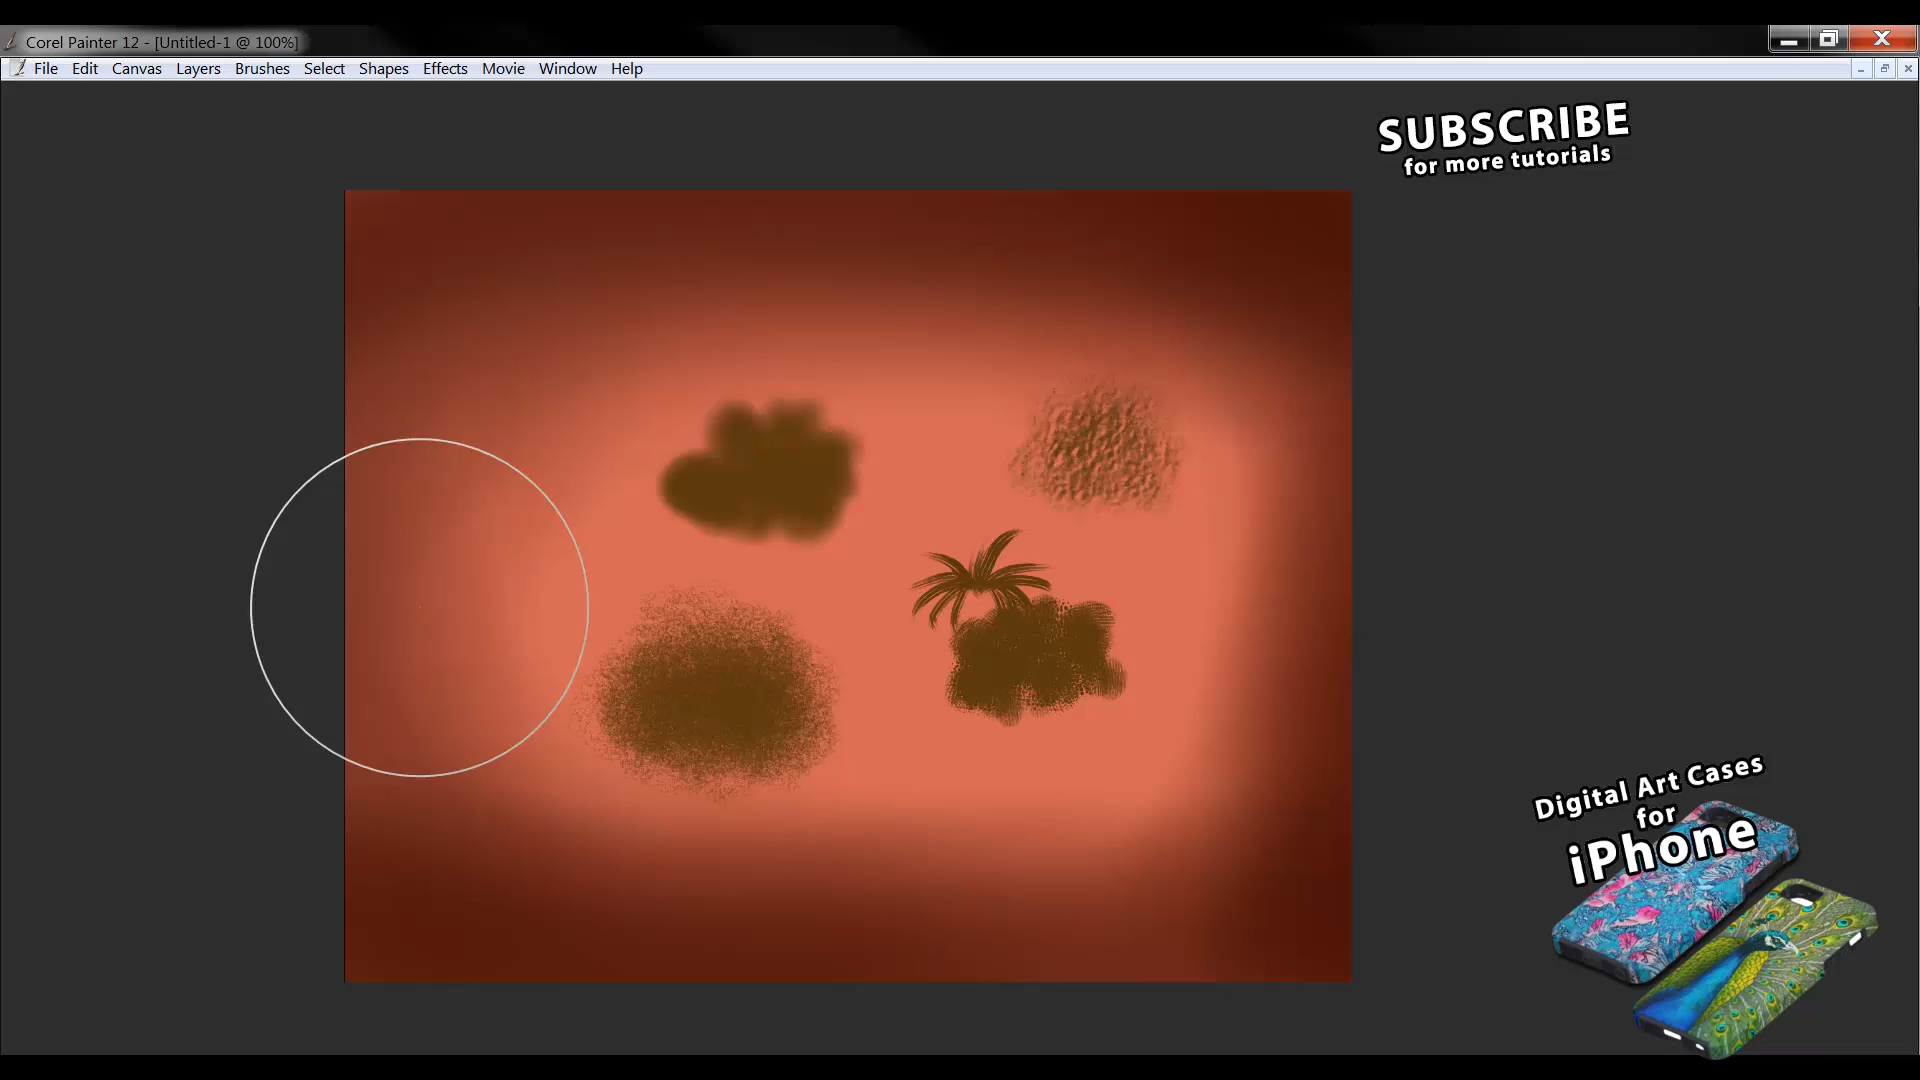 Corel Painter 12 - [Untitled-1 @ 100%]
File Edit Canvas Layers Brushes Select Shapes Effects Movie Window Help
SUBSCRIBE
for more tutorials
Digital Art Cases
for
iPhone